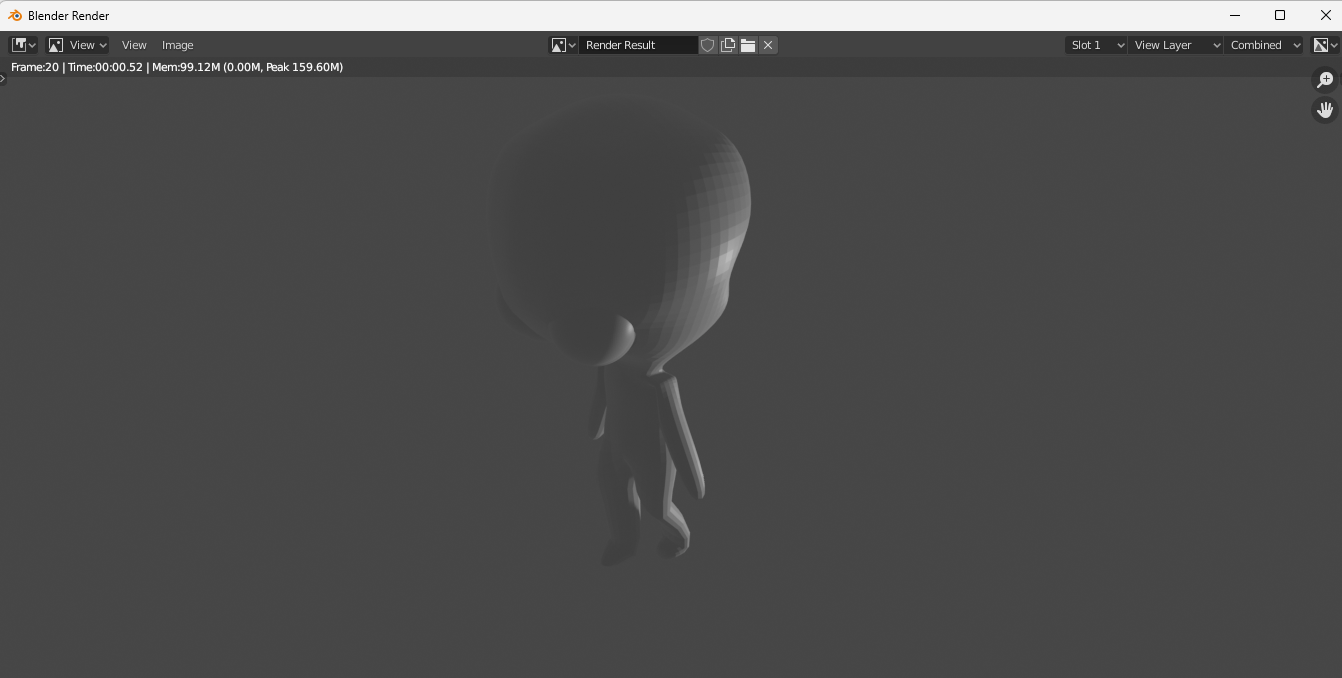 Blender Render
View View Image Render Result Slot 1 View Layer Combined
Frame:20 | Time:00:00.52 | Mem:99.12M (0.00M, Peak 159.60M)